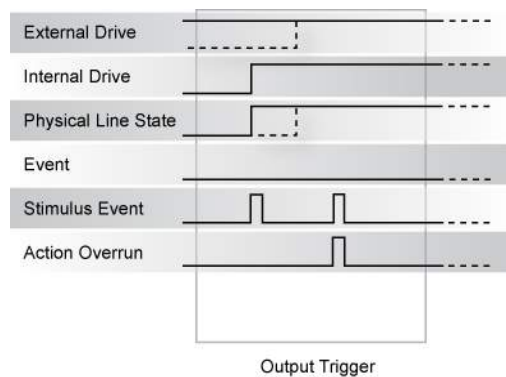 External Drive
Internal Drive
Physical Line State
Event
Stimulus Event
Action Overrun
Output Trigger